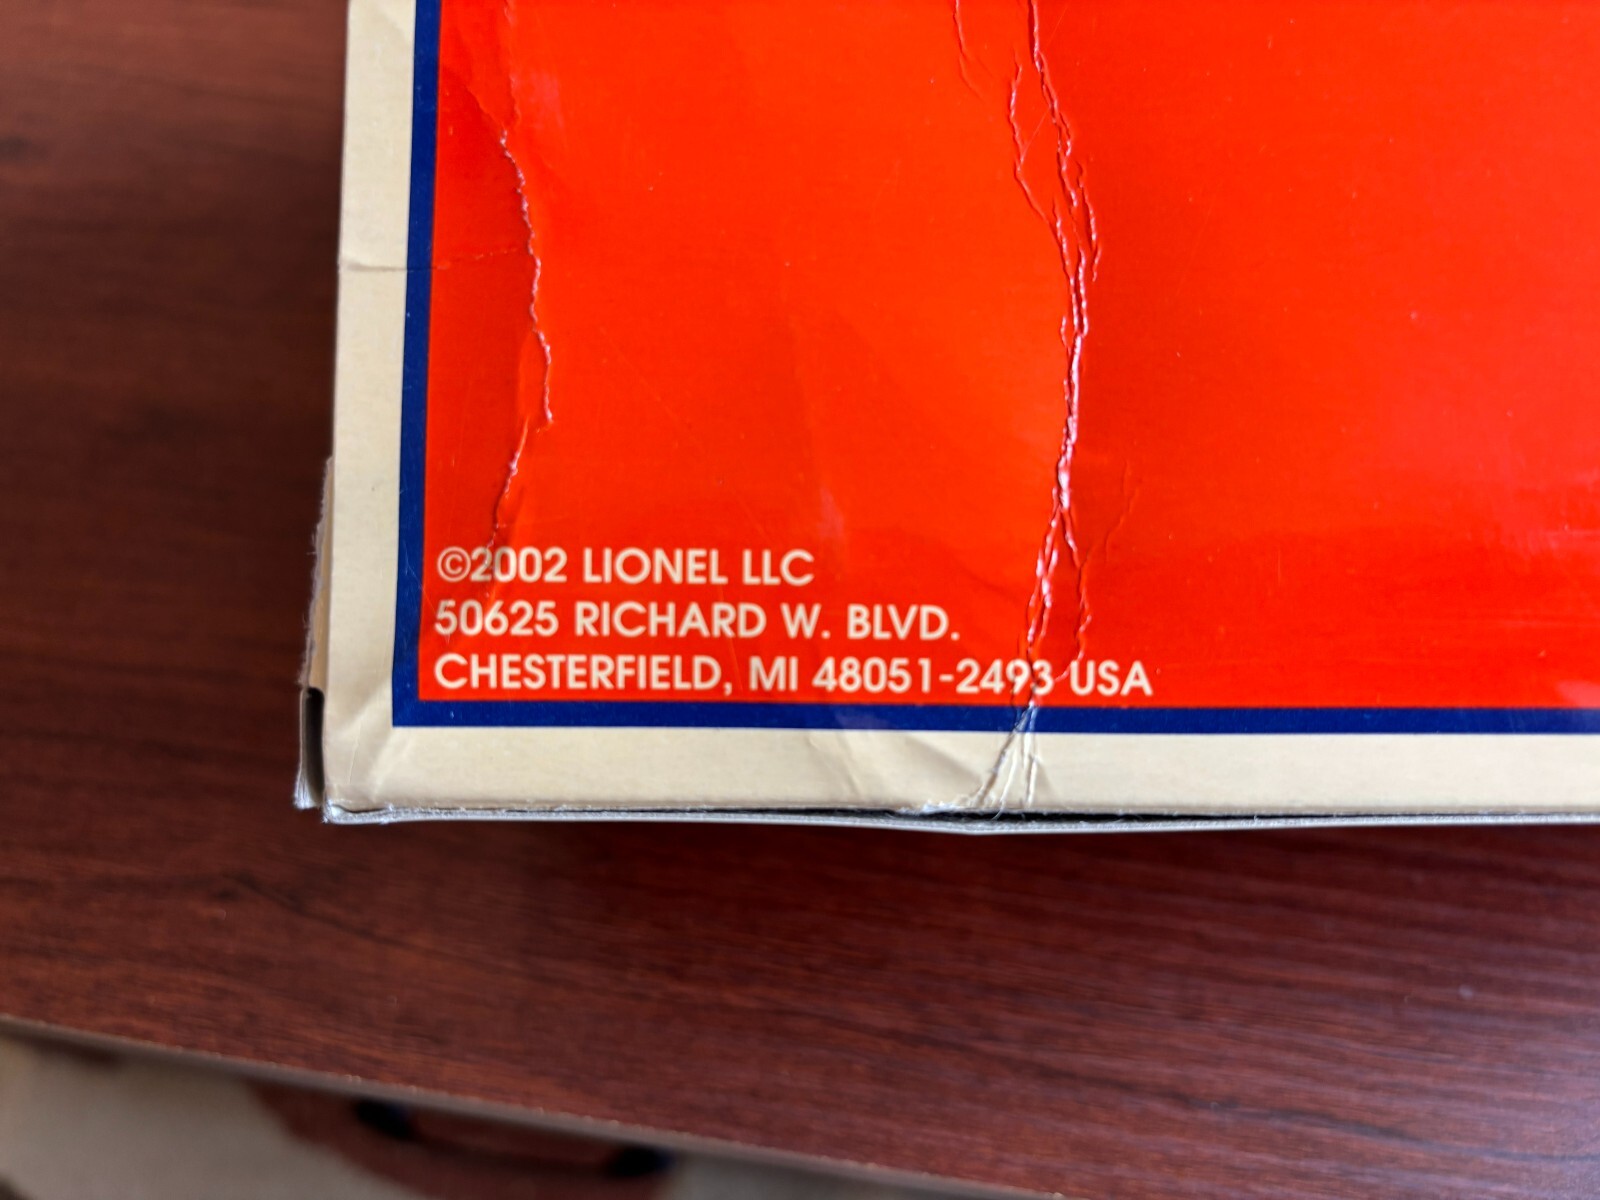 ©2002 LIONEL LLC
50625 RICHARD W. BLVD.
CHESTERFIELD, MI 48051-2493 USA